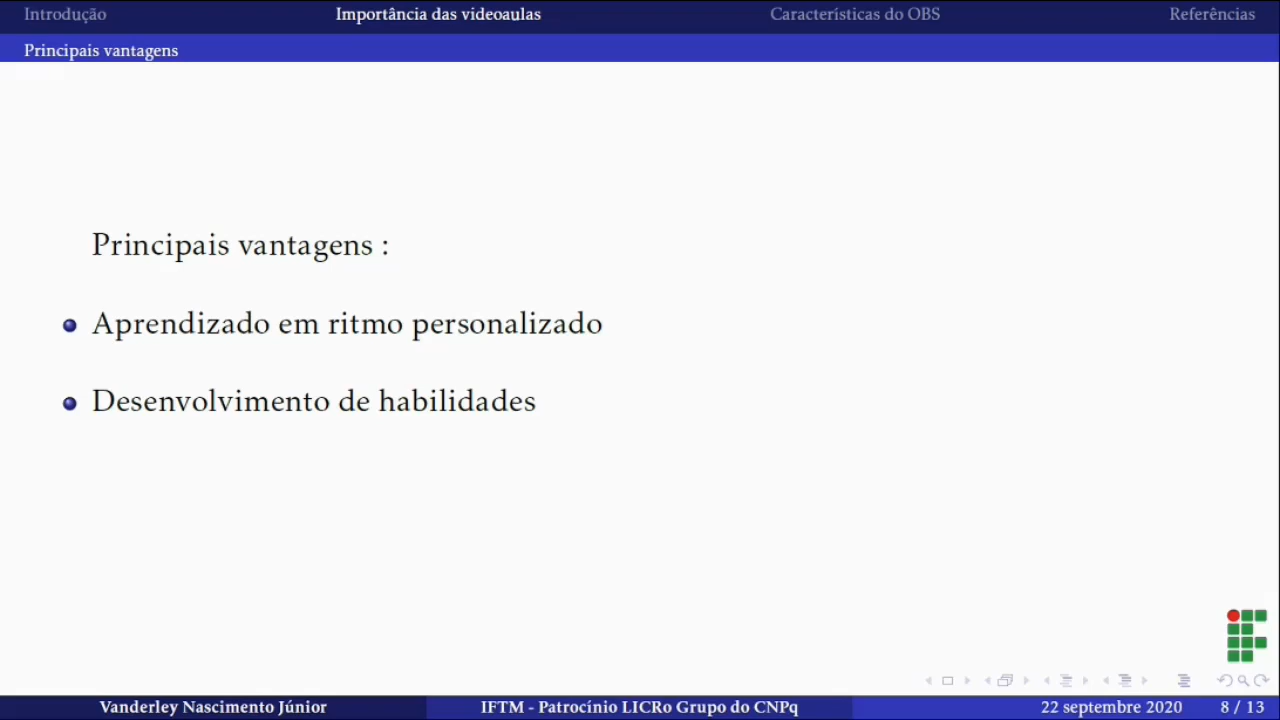 Introdução Importância das videoaulas Características do OBS Referências
Principais vantagens
Principais vantagens :
Aprendizado em ritmo personalizado
Desenvolvimento de habilidades
Vanderley Nascimento Júnior IFTM - Patrocínio LICRo Grupo do CNPq 22 septembre 2020 8 / 13